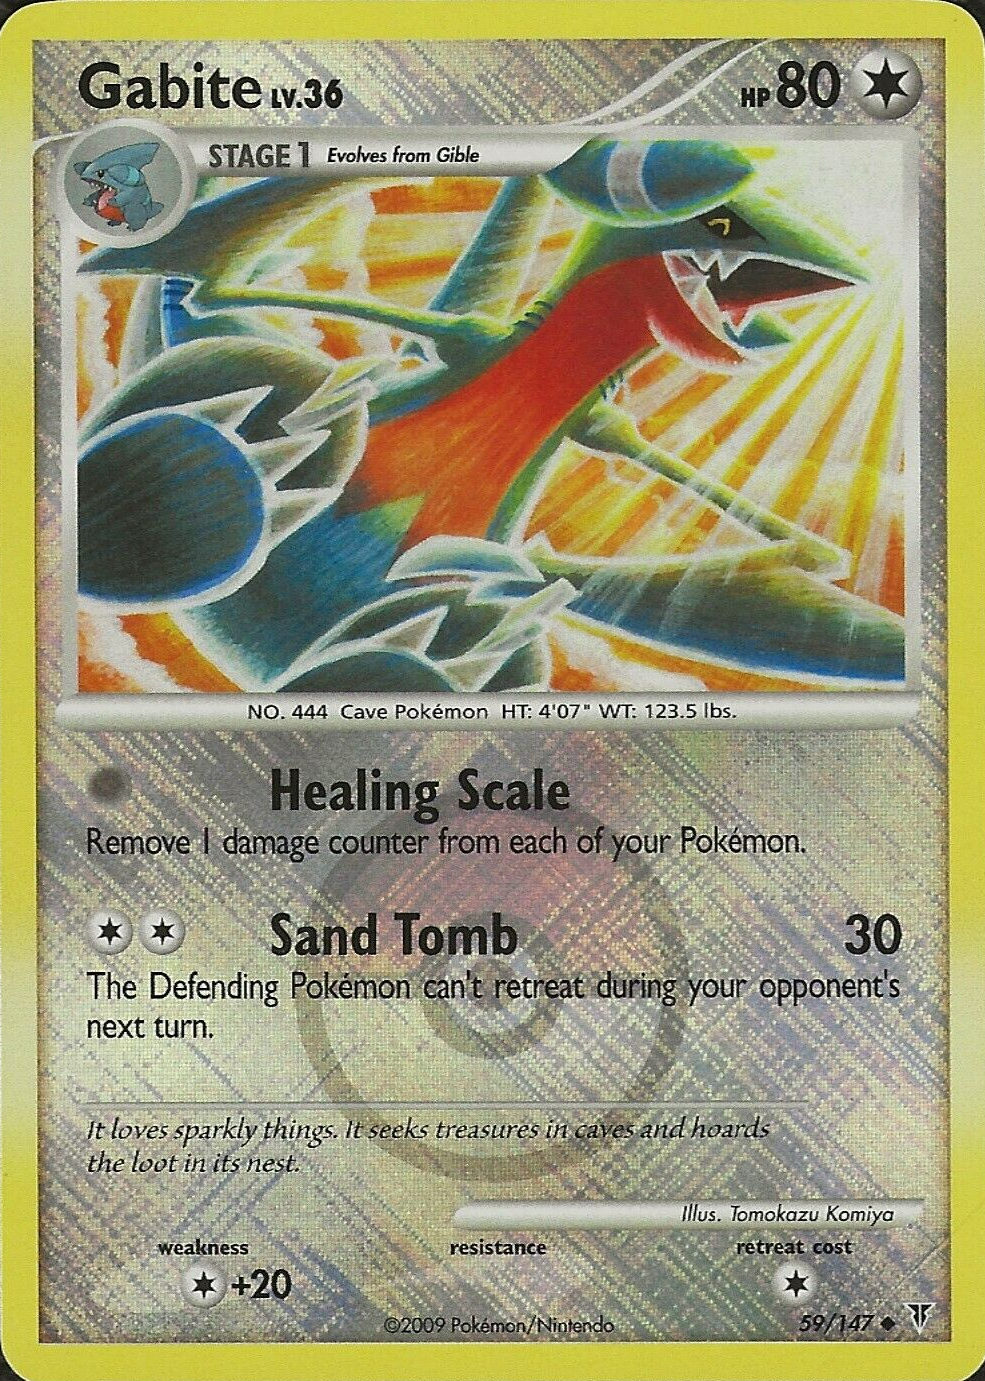 Gabite LV.36 HP 80
STAGE 1 Evolves from Gible
NO. 444 Cave Pokémon HT: 4'07" WT: 123.5 lbs.
Healing Scale
Remove 1 damage counter from each of your Pokémon.
Sand Tomb 30
The Defending Pokémon can't retreat during your opponent's
next turn.
It loves sparkly things. It seeks treasures in caves and hoards
the loot in its nest.
Illus. Tomokazu Komiya
weakness resistance retreat cost
+20
©2009 Pokémon/Nintendo 59/147